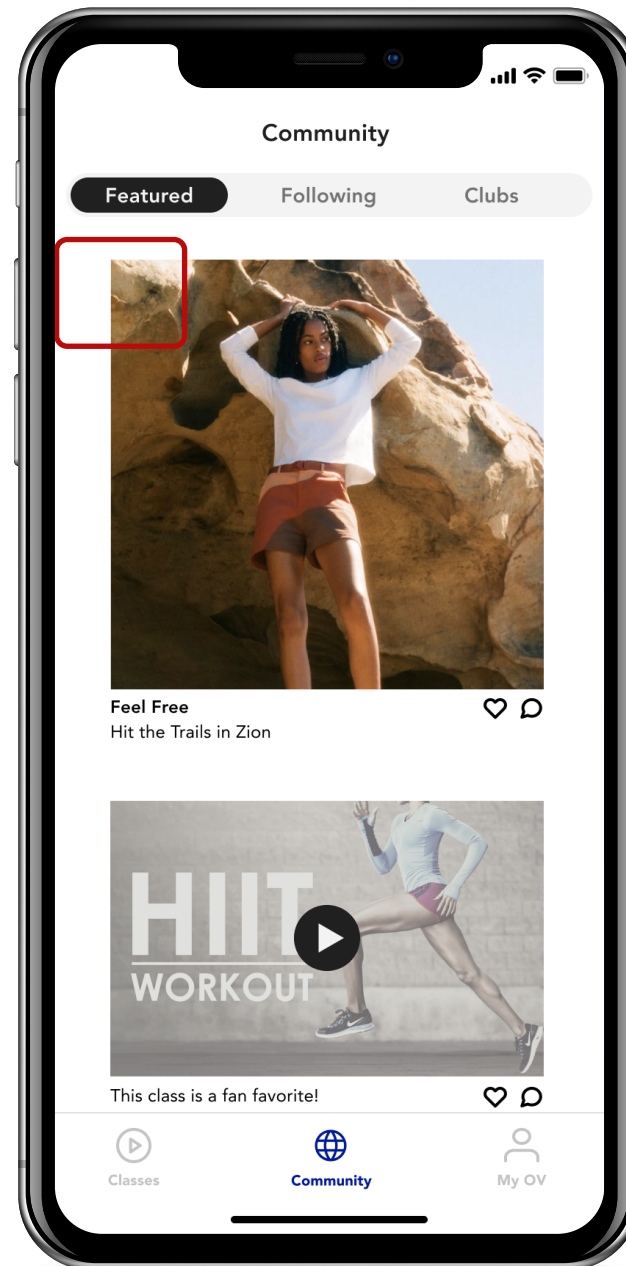 Community
Featured Following Clubs
Feel Free
Hit the Trails in Zion
HIIT
WORKOUT
This class is a fan favorite!
Classes Community My OV